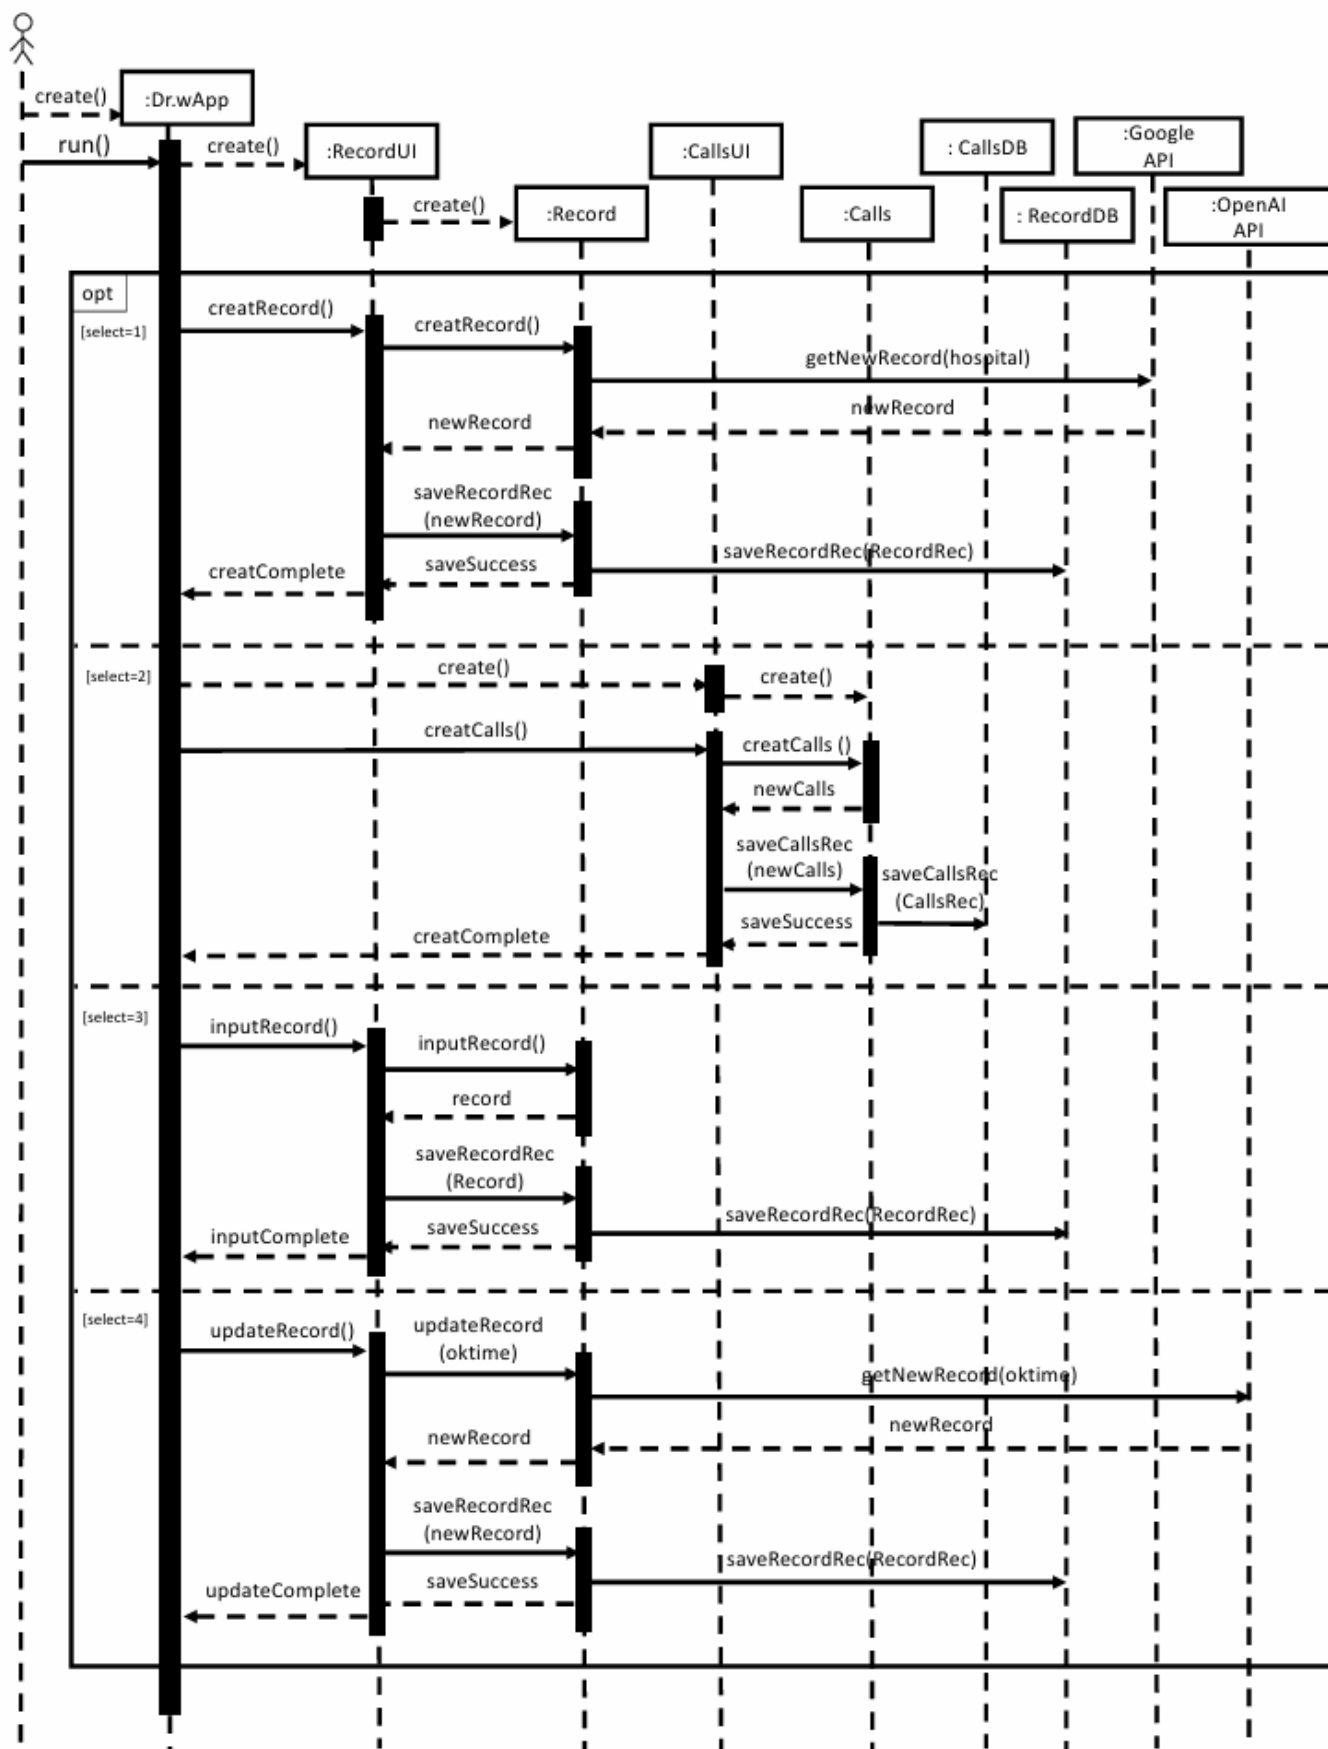 create()
:Dr.wApp
run()
create()
:RecordUI
:CallsUI
: CallsDB
:Google
API
create()
:Record
:Calls
: RecordDB
:OpenAI
API
opt
[select=1]
creatRecord()
creatRecord()
getNewRecord(hospital)
newRecord
newRecord
saveRecordRec
(newRecord)
saveRecordRec(RecordRec)
saveSuccess
creatComplete
[select=2]
create()
create()
creatCalls()
creatCalls ()
newCalls
saveCallsRec
(newCalls)
saveCallsRec
(CallsRec)
saveSuccess
creatComplete
[select=3]
inputRecord()
inputRecord()
record
saveRecordRec
(Record)
saveRecordRec(RecordRec)
saveSuccess
inputComplete
[select=4]
updateRecord()
updateRecord
(oktime)
getNewRecord(oktime)
newRecord
newRecord
saveRecordRec
(newRecord)
saveRecordRec(RecordRec)
saveSuccess
updateComplete